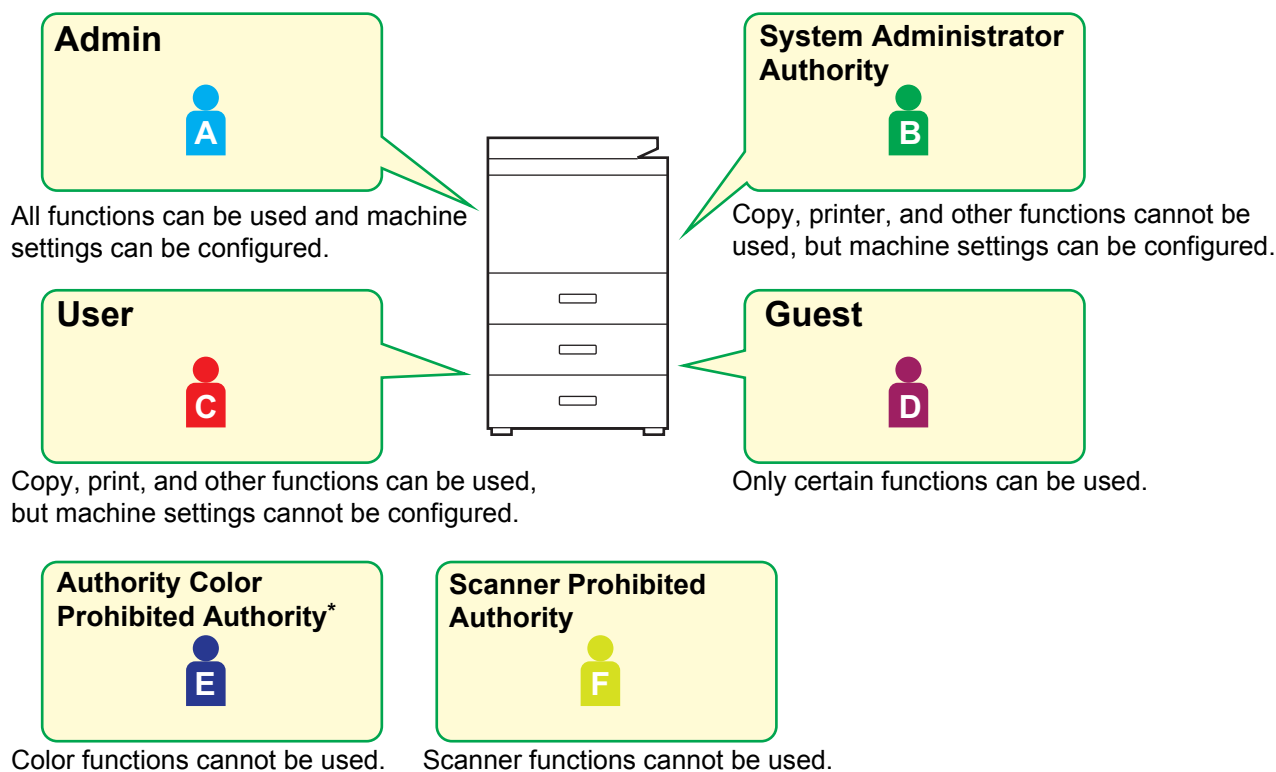 Admin
A
All functions can be used and machine
settings can be configured.
System Administrator
Authority
B
Copy, printer, and other functions cannot be
used, but machine settings can be configured.
User
C
Copy, print, and other functions can be used,
but machine settings cannot be configured.
Guest
D
Only certain functions can be used.
Authority Color
Prohibited Authority*
E
Color functions cannot be used.
Scanner Prohibited
Authority
F
Scanner functions cannot be used.